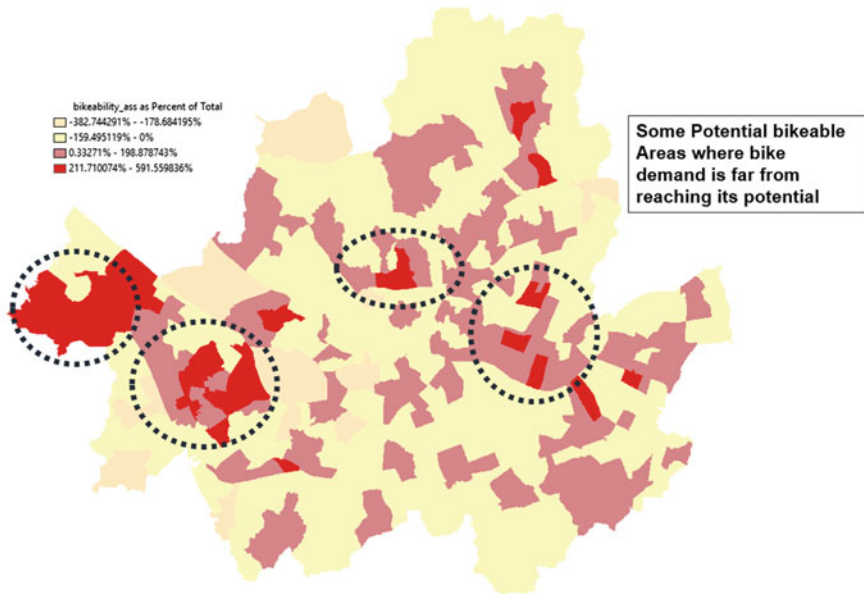 bikeability_ass as Percent of Total
-382.744291% - -178.684195%
-159.495119% - 0%
0.33271% - 198.878743%
211.710074% - 591.559836%
Some Potential bikeable
Areas where bike
demand is far from
reaching its potential